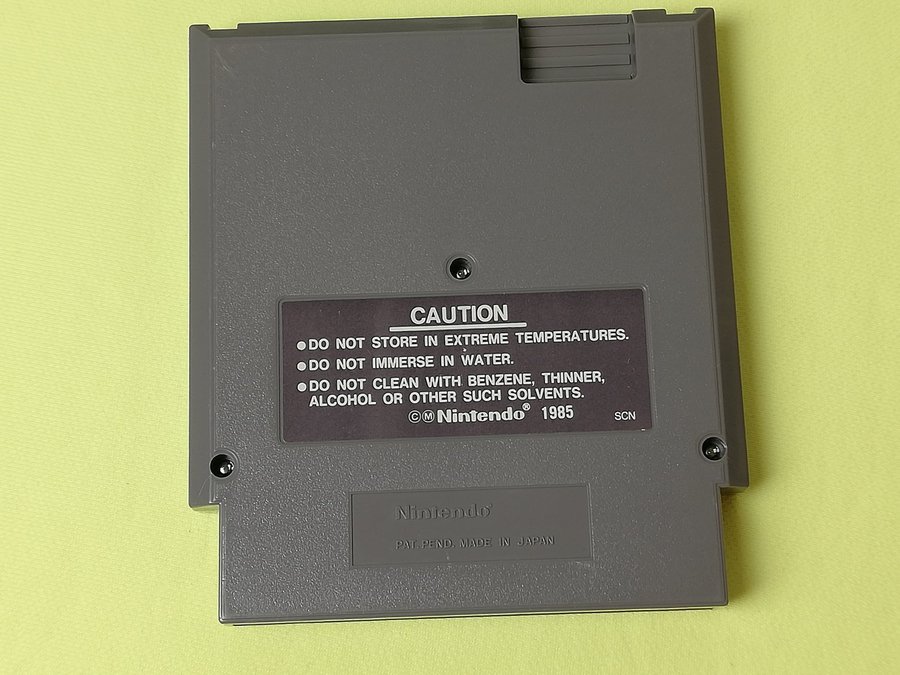 CAUTION
●DO NOT STORE IN EXTREME TEMPERATURES.
●DO NOT IMMERSE IN WATER.
●DO NOT CLEAN WITH BENZENE, THINNER,
ALCOHOL OR OTHER SUCH SOLVENTS.
ⒸⓂNintendo® 1985 SCN
Nintendo®
PAT. PEND. MADE IN JAPAN